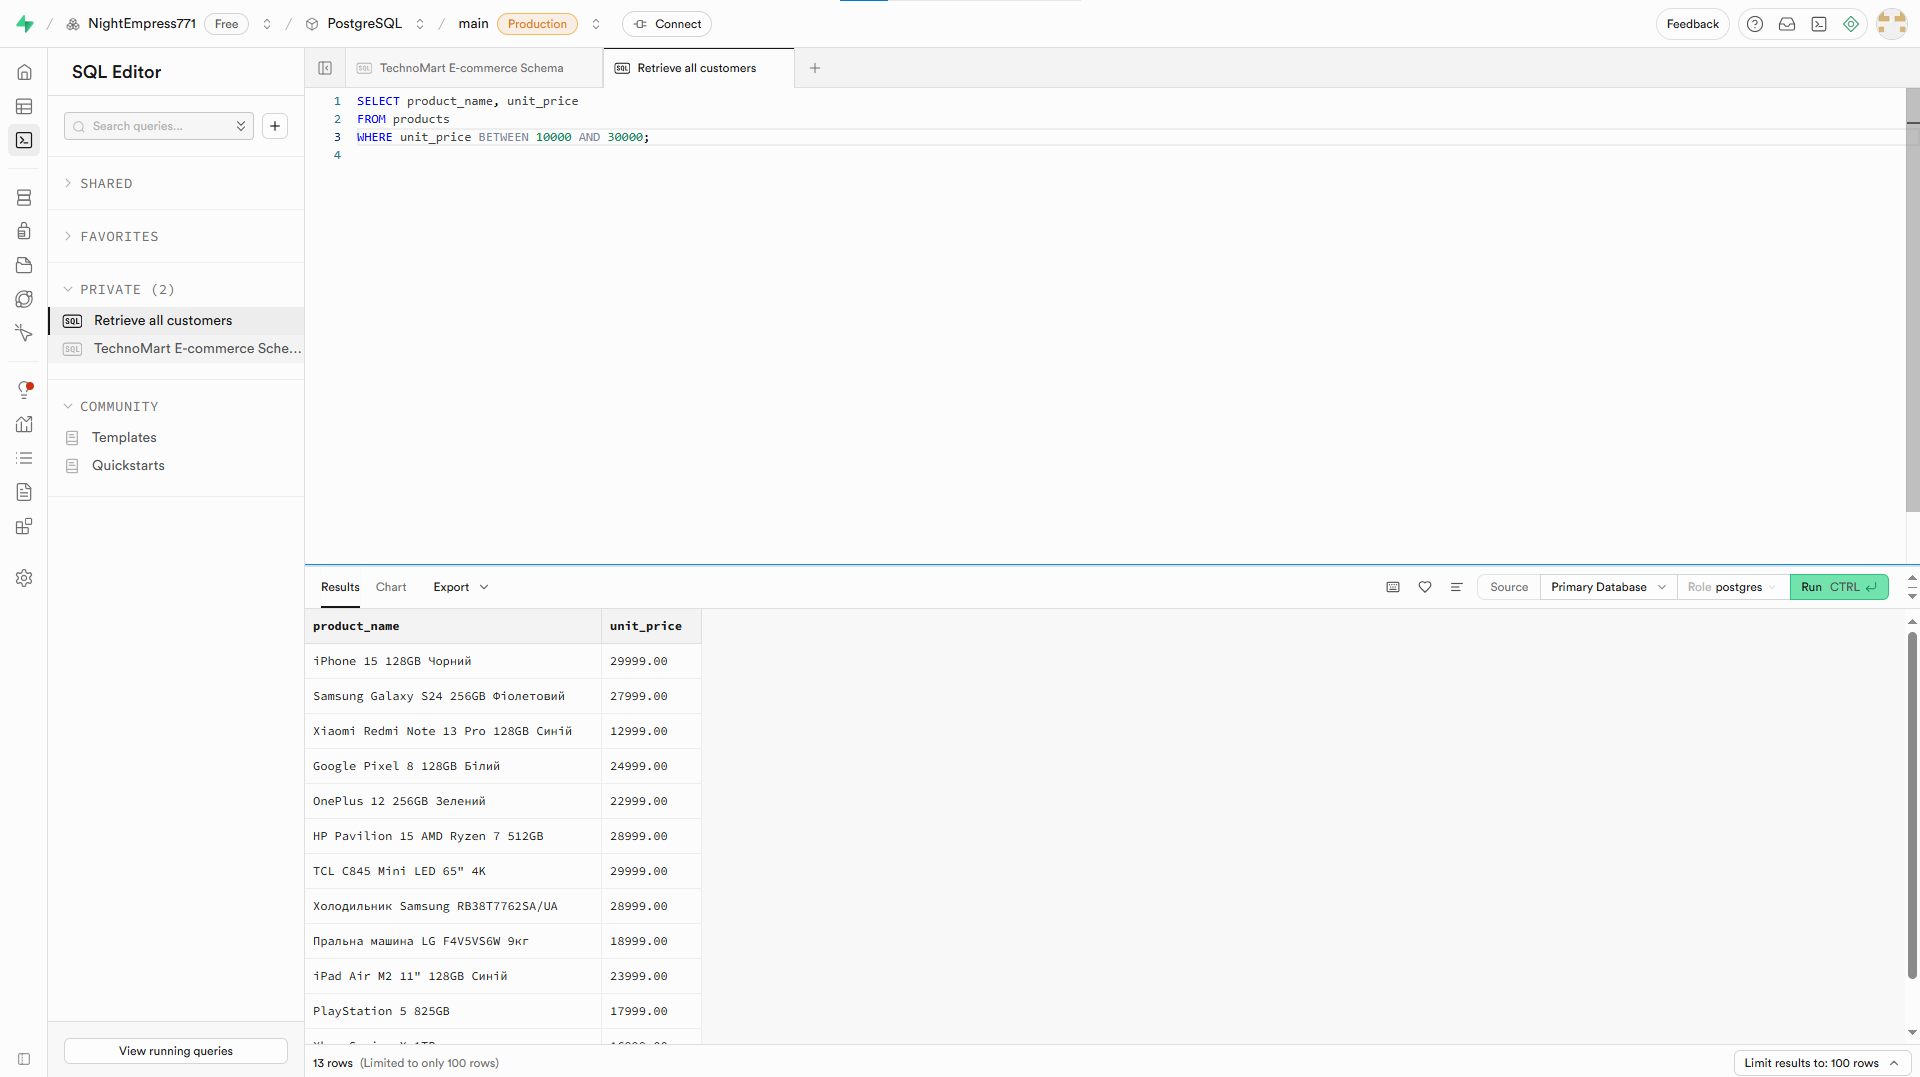 NightEmpress771 Free PostgreSQL main Production Connect Feedback
SQL Editor
TechnoMart E-commerce Schema
Retrieve all customers
Search queries...
SHARED
FAVORITES
PRIVATE (2)
SQL Retrieve all customers
SQL TechnoMart E-commerce Sche...
COMMUNITY
Templates
Quickstarts
View running queries
1 SELECT product_name, unit_price
2 FROM products
3 WHERE unit_price BETWEEN 10000 AND 30000;
4
Results Chart Export Source Primary Database Role postgres Run CTRL
product_name unit_price
iPhone 15 128GB Чорний 29999.00
Samsung Galaxy S24 256GB Фіолетовий 27999.00
Xiaomi Redmi Note 13 Pro 128GB Синій 12999.00
Google Pixel 8 128GB Білий 24999.00
OnePlus 12 256GB Зелений 22999.00
HP Pavilion 15 AMD Ryzen 7 512GB 28999.00
TCL C845 Mini LED 65" 4K 29999.00
Холодильник Samsung RB38T7762SA/UA 28999.00
Пральна машина LG F4V5VS6W 9кг 18999.00
iPad Air M2 11" 128GB Синій 23999.00
PlayStation 5 825GB 17999.00
13 rows (Limited to only 100 rows)
Limit results to: 100 rows